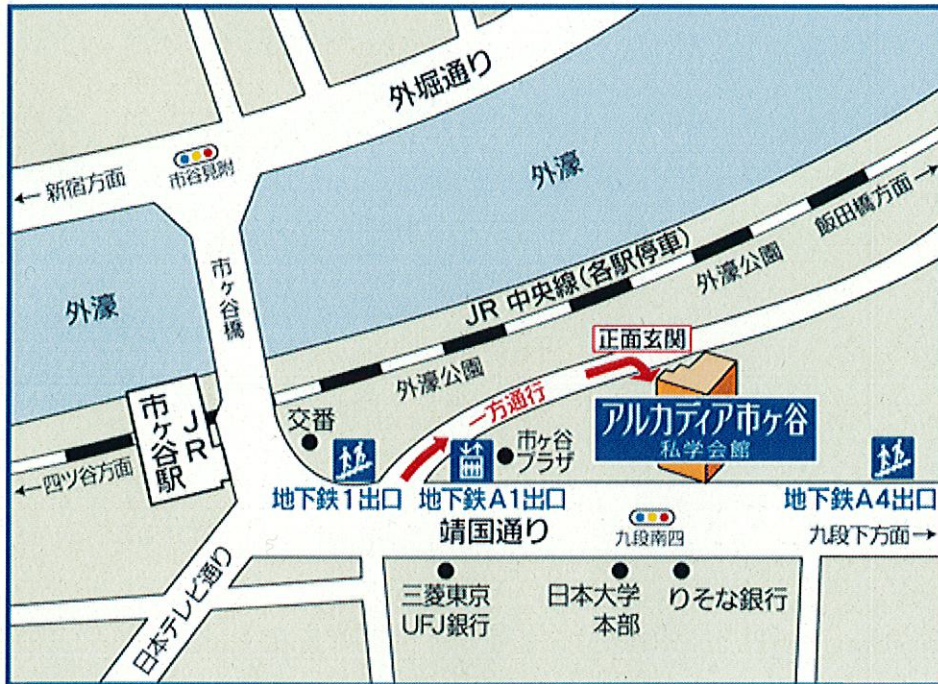 外堀通り
← 新宿方面
市谷見附
外濠
飯田橋方面 →
市ヶ谷橋
外濠
JR 中央線(各駅停車)
外濠公園
正面玄関
外濠公園
一方通行
アルカディア市ヶ谷
私学会館
交番
市ヶ谷
プラザ
JR
市ヶ谷駅
←四ツ谷方面
地下鉄1出口
地下鉄A1出口
地下鉄A4出口
靖国通り
九段南四
九段下方面→
日本テレビ通り
三菱東京
UFJ銀行
日本大学
本部
りそな銀行